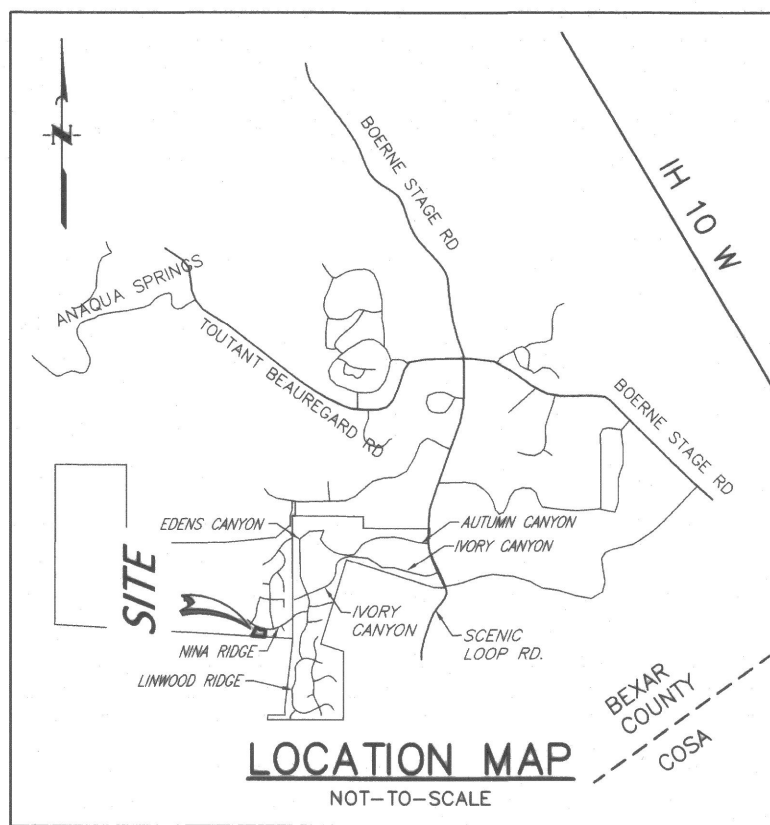 N
BOERNE STAGE RD
IH 10 W
ANAQUA SPRINGS
TOUTANT BEAUREGARD RD
BOERNE STAGE RD
EDENS CANYON
AUTUMN CANYON
IVORY CANYON
SITE
IVORY
CANYON
SCENIC
LOOP RD.
NINA RIDGE
LINWOOD RIDGE
BEXAR
COUNTY
COSA
LOCATION MAP
NOT-TO-SCALE